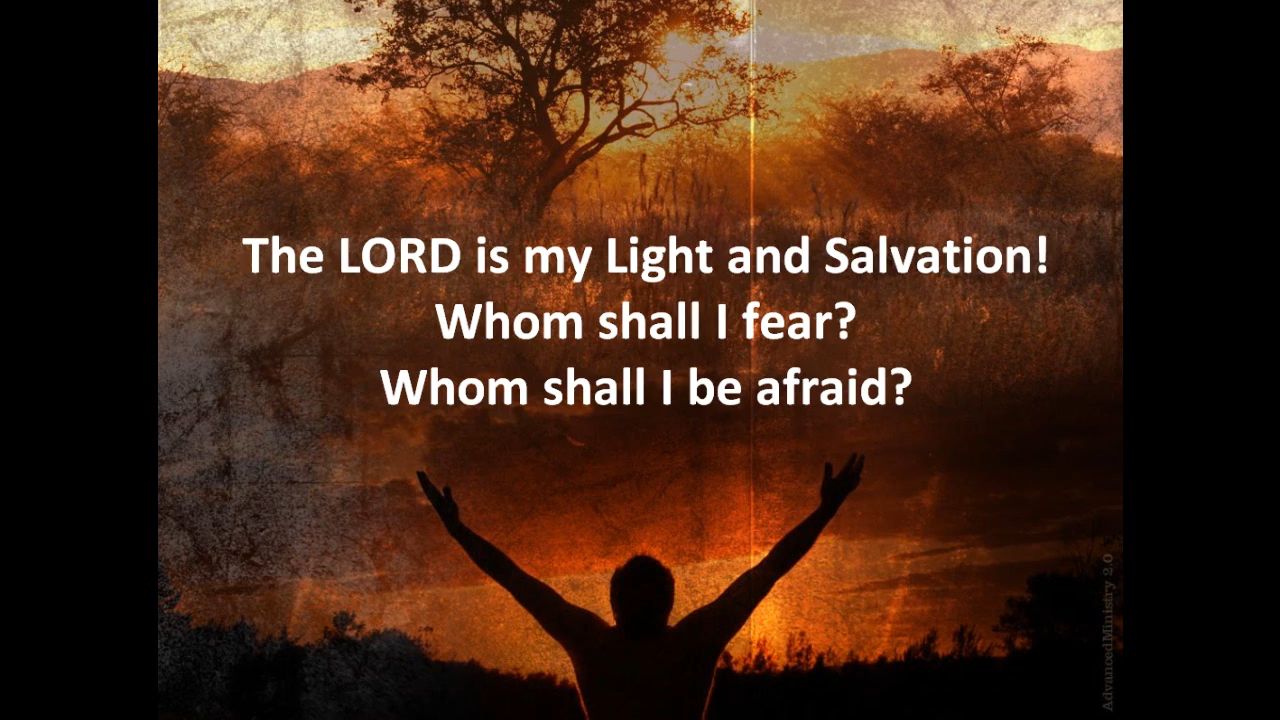 The LORD is my Light and Salvation!
Whom shall I fear?
Whom shall I be afraid?
AdvancedMinistry 2.0